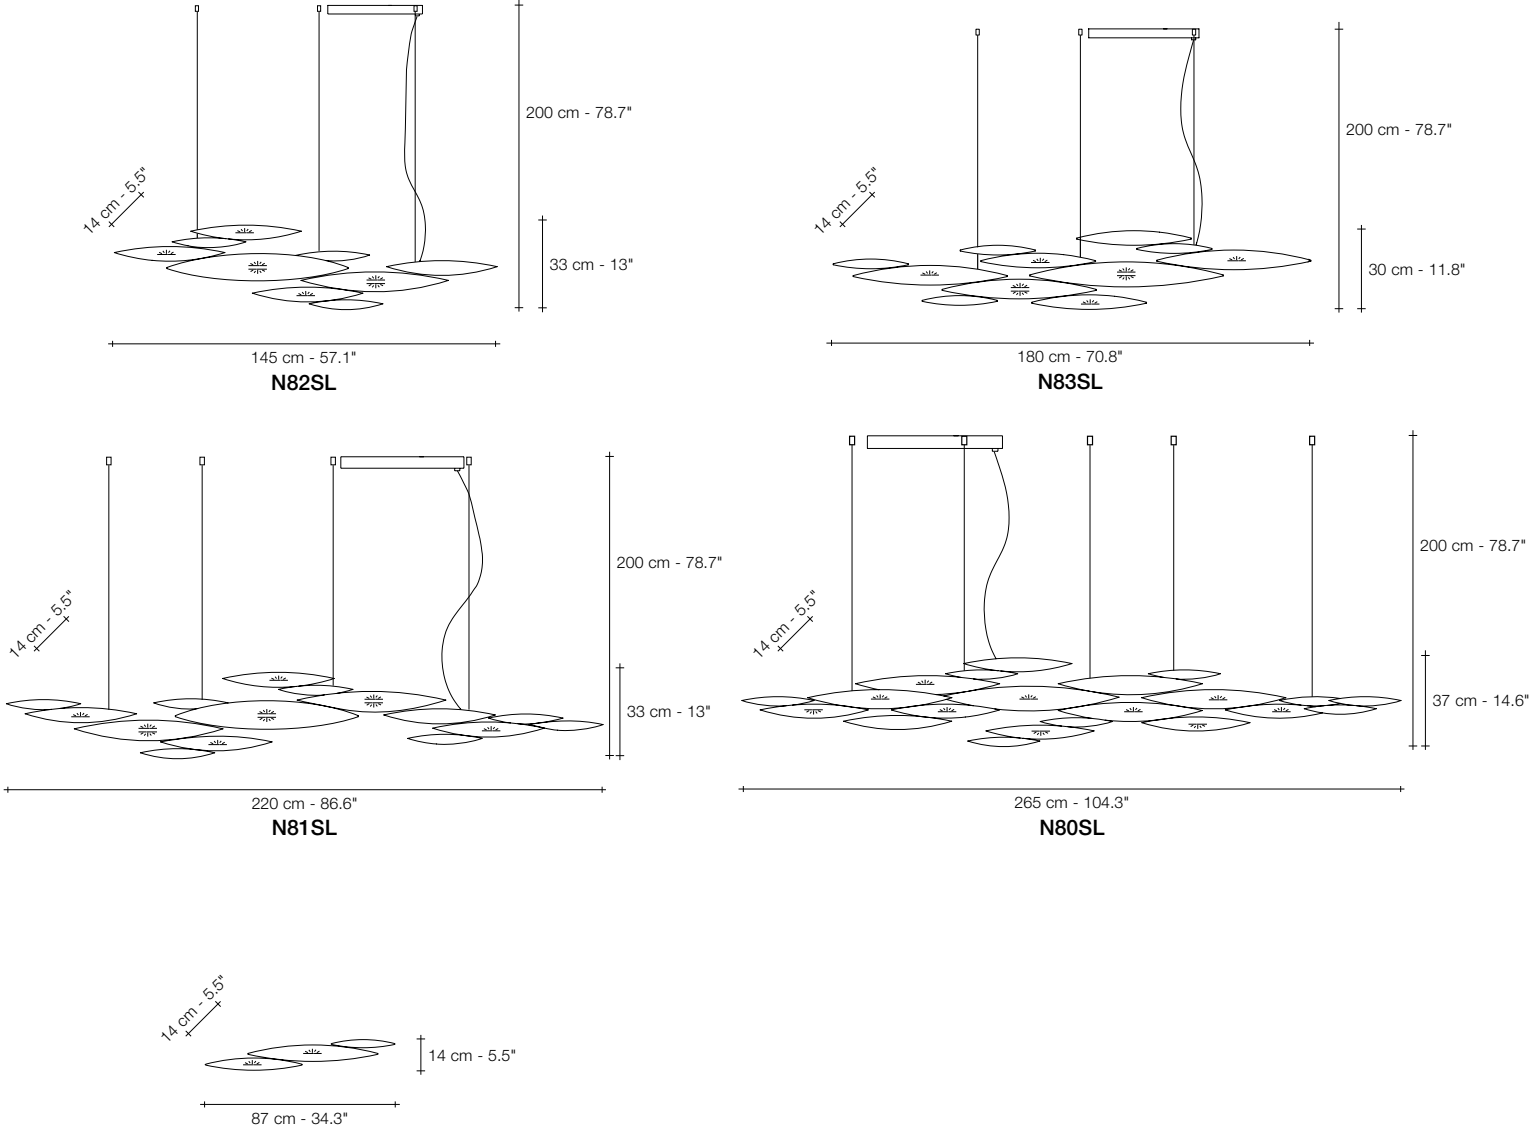 200 cm - 78.7"
14 cm - 5.5"
33 cm - 13"
145 cm - 57.1"
N82SL
200 cm - 78.7"
14 cm - 5.5"
30 cm - 11.8"
180 cm - 70.8"
N83SL
200 cm - 78.7"
14 cm - 5.5"
33 cm - 13"
220 cm - 86.6"
N81SL
200 cm - 78.7"
14 cm - 5.5"
37 cm - 14.6"
265 cm - 104.3"
N80SL
14 cm - 5.5"
14 cm - 5.5"
87 cm - 34.3"